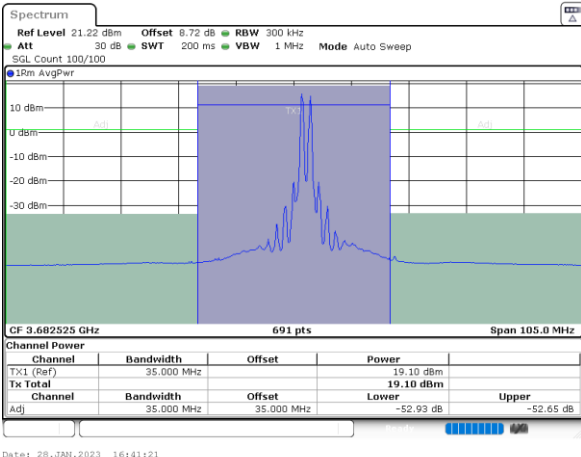 Spectrum
Ref Level 21.22 dBm Offset 8.72 dB RBW 300 kHz
Att 30 dB SWT 200 ms VBW 1 MHz Mode Auto Sweep
SGL Count 100/100
1Rm AvgPwr
10 dBm
TX1
Adj Adj
0 dBm
-10 dBm
-20 dBm
-30 dBm
CF 3.682525 GHz 691 pts Span 105.0 MHz
Channel Power
Channel Bandwidth Offset Power
TX1 (Ref) 35.000 MHz 19.10 dBm
Tx Total 19.10 dBm
Channel Bandwidth Offset Lower Upper
Adj 35.000 MHz 35.000 MHz -52.93 dB -52.65 dB
Ready
Date: 28.JAN.2023 16:41:21